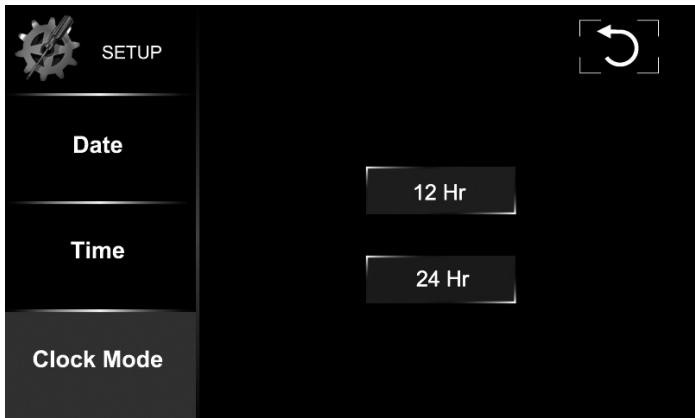 SETUP
Date
Time
Clock Mode
12 Hr
24 Hr